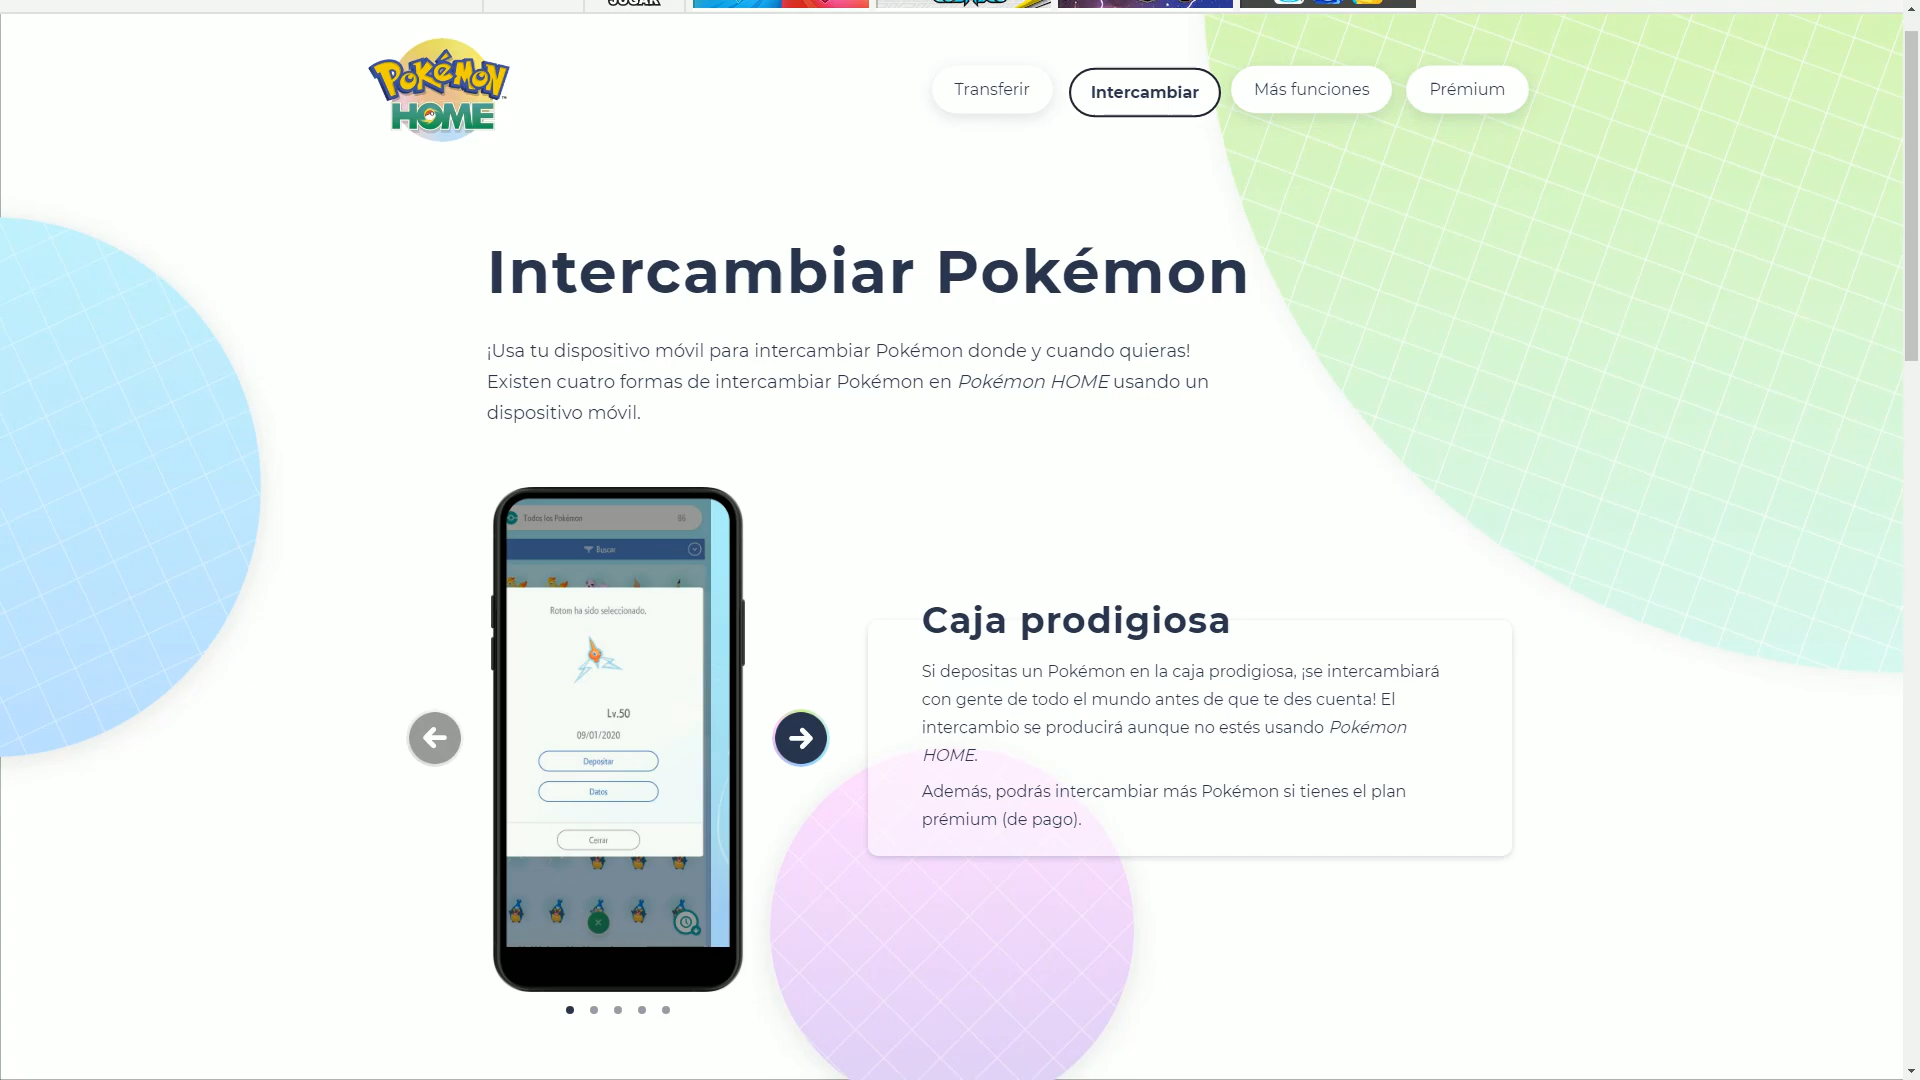 JUGAR
POKÉMON
HOME
Transferir
Intercambiar
Más funciones
Prémium
Intercambiar Pokémon
¡Usa tu dispositivo móvil para intercambiar Pokémon donde y cuando quieras!
Existen cuatro formas de intercambiar Pokémon en Pokémon HOME usando un
dispositivo móvil.
Todos los Pokémon 86
Buscar
Rotom ha sido seleccionado.
Lv.50
09/01/2020
Depositar
Datos
Cerrar
Caja prodigiosa
Si depositas un Pokémon en la caja prodigiosa, ¡se intercambiará
con gente de todo el mundo antes de que te des cuenta! El
intercambio se producirá aunque no estés usando Pokémon
HOME.
Además, podrás intercambiar más Pokémon si tienes el plan
prémium (de pago).